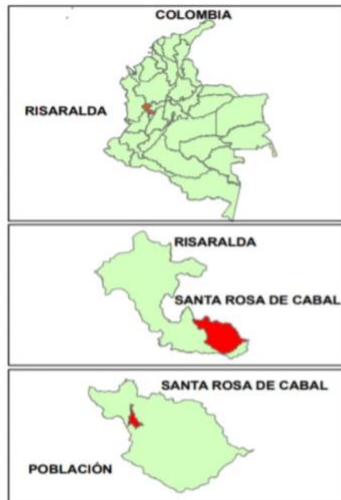 COLOMBIA
RISARALDA
RISARALDA
SANTA ROSA DE CABAL
SANTA ROSA DE CABAL
POBLACIÓN